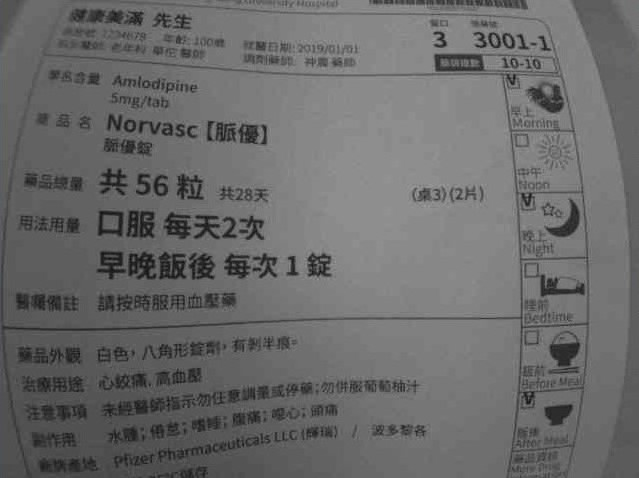 University Hospital
健康美滿 先生
病歷號 1234678 年齡: 100歲 就醫日期: 2019/01/01
醫師: 老年科 華佗 醫師 調劑藥師: 神農 藥師
窗口 領藥號
3 3001-1
10-10
學名含量 Amlodipine
5mg/tab
產品名 Norvasc【脈優】
脈優錠
藥品總量 共 56 粒 共28天 (桌3)(2片)
用法用量 口服 每天2次
早晚飯後 每次 1 錠
醫囑備註 請按時服用血壓藥
藥品外觀 白色，八角形錠劑，有剝半痕。
治療用途 心絞痛, 高血壓
注意事項 未經醫師指示勿任意調量或停藥;勿併服葡萄柚汁
副作用 水腫; 倦怠; 嗜睡; 腹痛; 噁心; 頭痛
廠牌產地 Pfizer Pharmaceuticals LLC (輝瑞) / 波多黎各
儲存
早上
Morning
中午
Noon
晚上
Night
睡前
Bedtime
飯前
Before Meal
飯後
After Meal
藥品資訊
More Drug
Information